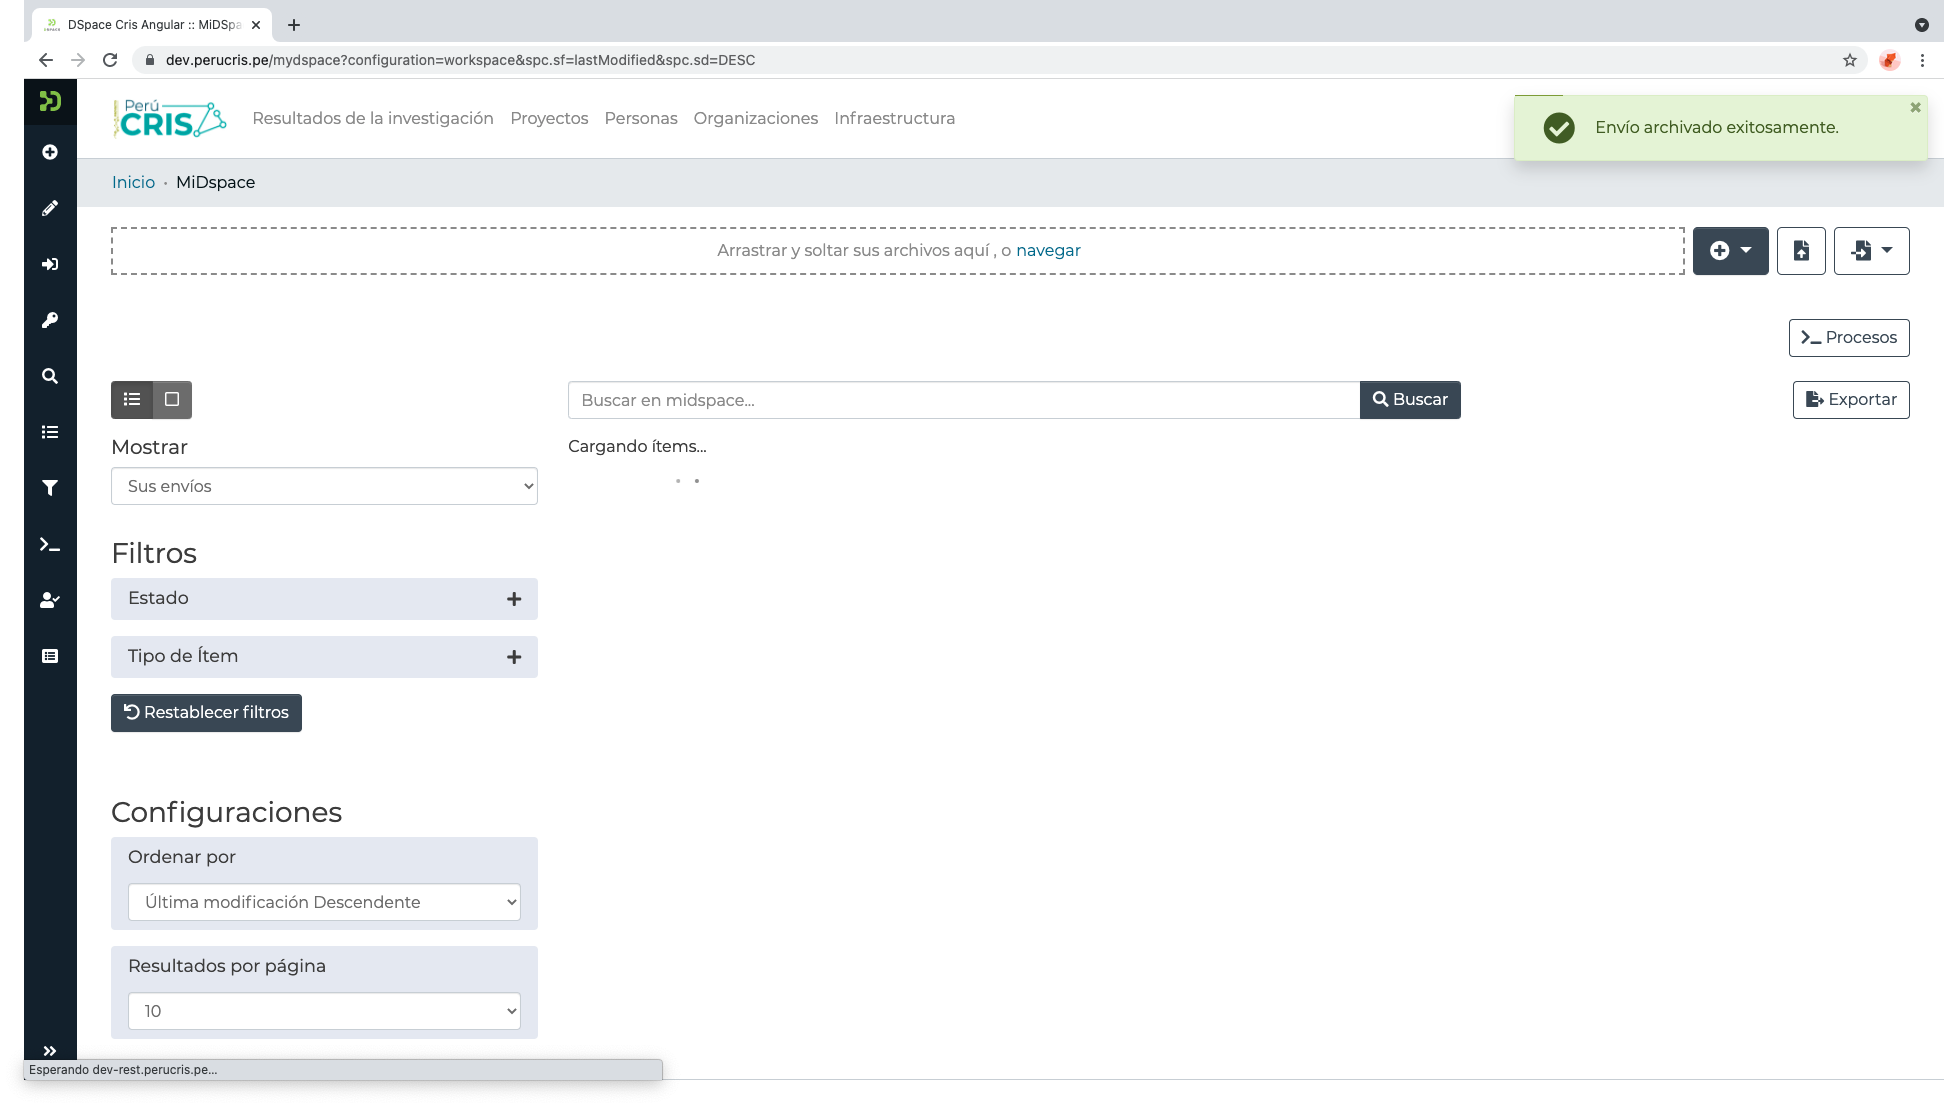 DSpace Cris Angular :: MiDSpa
dev.perucris.pe/mydspace?configuration=workspace&spc.sf=lastModified&spc.sd=DESC
Perú
CRIS
Resultados de la investigación Proyectos Personas Organizaciones Infraestructura
Envío archivado exitosamente.
Inicio · MiDspace
Arrastrar y soltar sus archivos aquí , o navegar
Procesos
Buscar en midspace...
Buscar
Exportar
Mostrar
Cargando ítems...
Sus envíos
Filtros
Estado
Tipo de Ítem
Restablecer filtros
Configuraciones
Ordenar por
Última modificación Descendente
Resultados por página
10
Esperando dev-rest.perucris.pe...